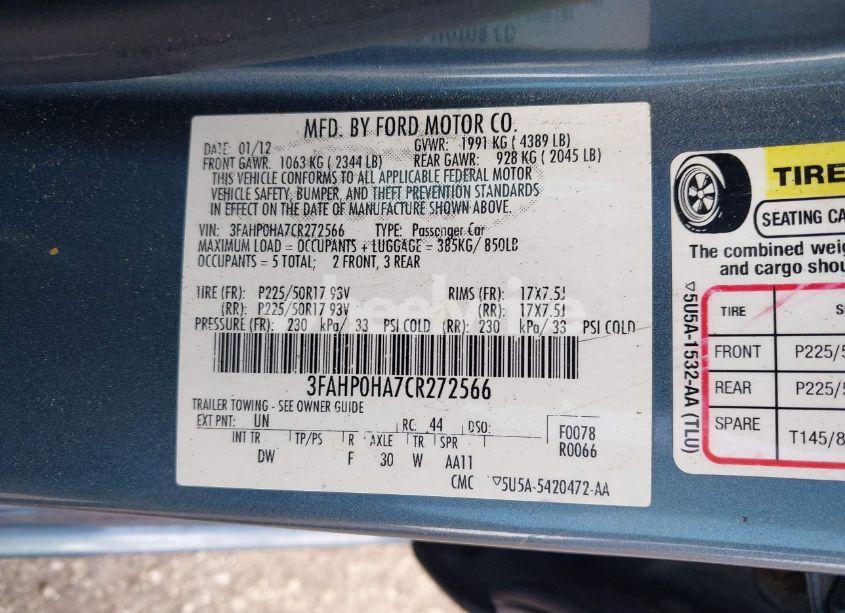 MFD. BY FORD MOTOR CO.
DATE: 01/12 GVWR: 1991 KG ( 4389 LB)
FRONT GAWR: 1063 KG ( 2344 LB) REAR GAWR: 928 KG ( 2045 LB)
THIS VEHICLE CONFORMS TO ALL APPLICABLE FEDERAL MOTOR
VEHICLE SAFETY, BUMPER, AND THEFT PREVENTION STANDARDS
IN EFFECT ON THE DATE OF MANUFACTURE SHOWN ABOVE.
VIN: 3FAHP0HA7CR272566 TYPE: Passenger Car
MAXIMUM LOAD = OCCUPANTS + LUGGAGE = 385KG/ 850LB
OCCUPANTS = 5 TOTAL; 2 FRONT, 3 REAR
TIRE (FR): P225/50R17 93V RIMS (FR): 17X7.5J
(RR): P225/50R17 93V (RR): 17X7.5J
PRESSURE (FR): 230 kPa/ 33 PSI COLD (RR): 230 kPa/ 33 PSI COLD
3FAHP0HA7CR272566
TRAILER TOWING - SEE OWNER GUIDE
EXT PNT: UN RC: 44 DSO:
INT TR TP/PS R AXLE TR SPR
DW F 30 W AA11
F0078
R0066
CMC ▽5U5A-5420472-AA
▽5U5A-1532-AA (TLU)
TIRE
SEATING CA
The combined weig
and cargo shou
TIRE S
FRONT P225/5
REAR P225/5
SPARE T145/8